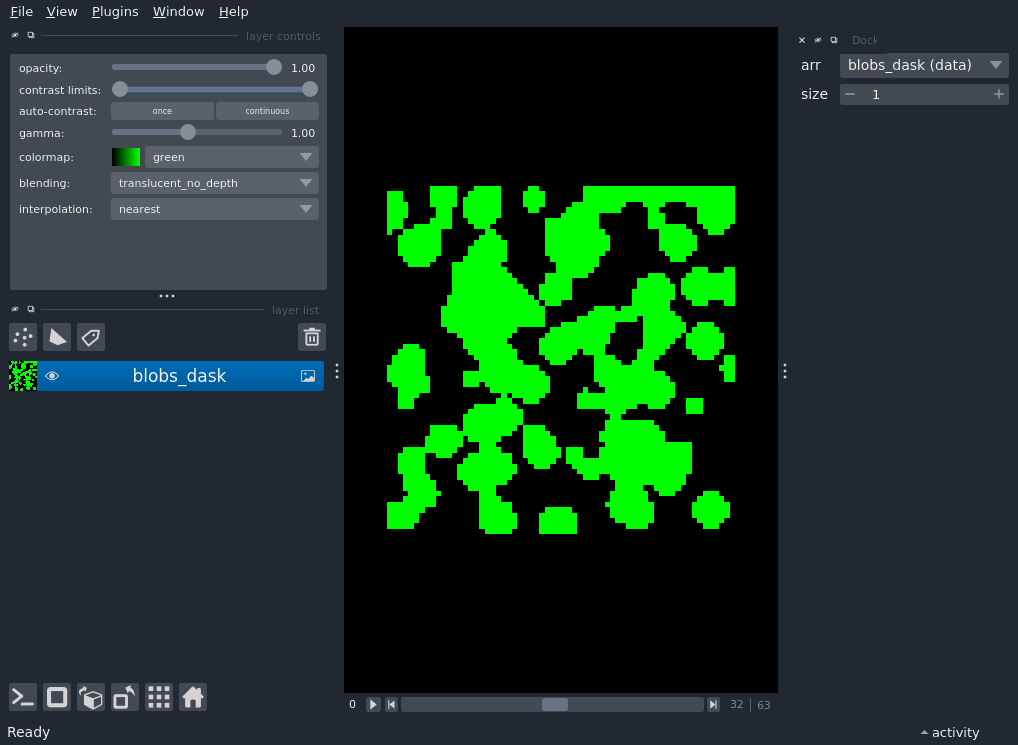 File View Plugins Window Help
layer controls
opacity: 1.00
contrast limits:
auto-contrast: once continuous
gamma: 1.00
colormap: green
blending: translucent_no_depth
interpolation: nearest
layer list
blobs_dask
Dock
arr blobs_dask (data)
size 1
0 32 63
Ready
activity